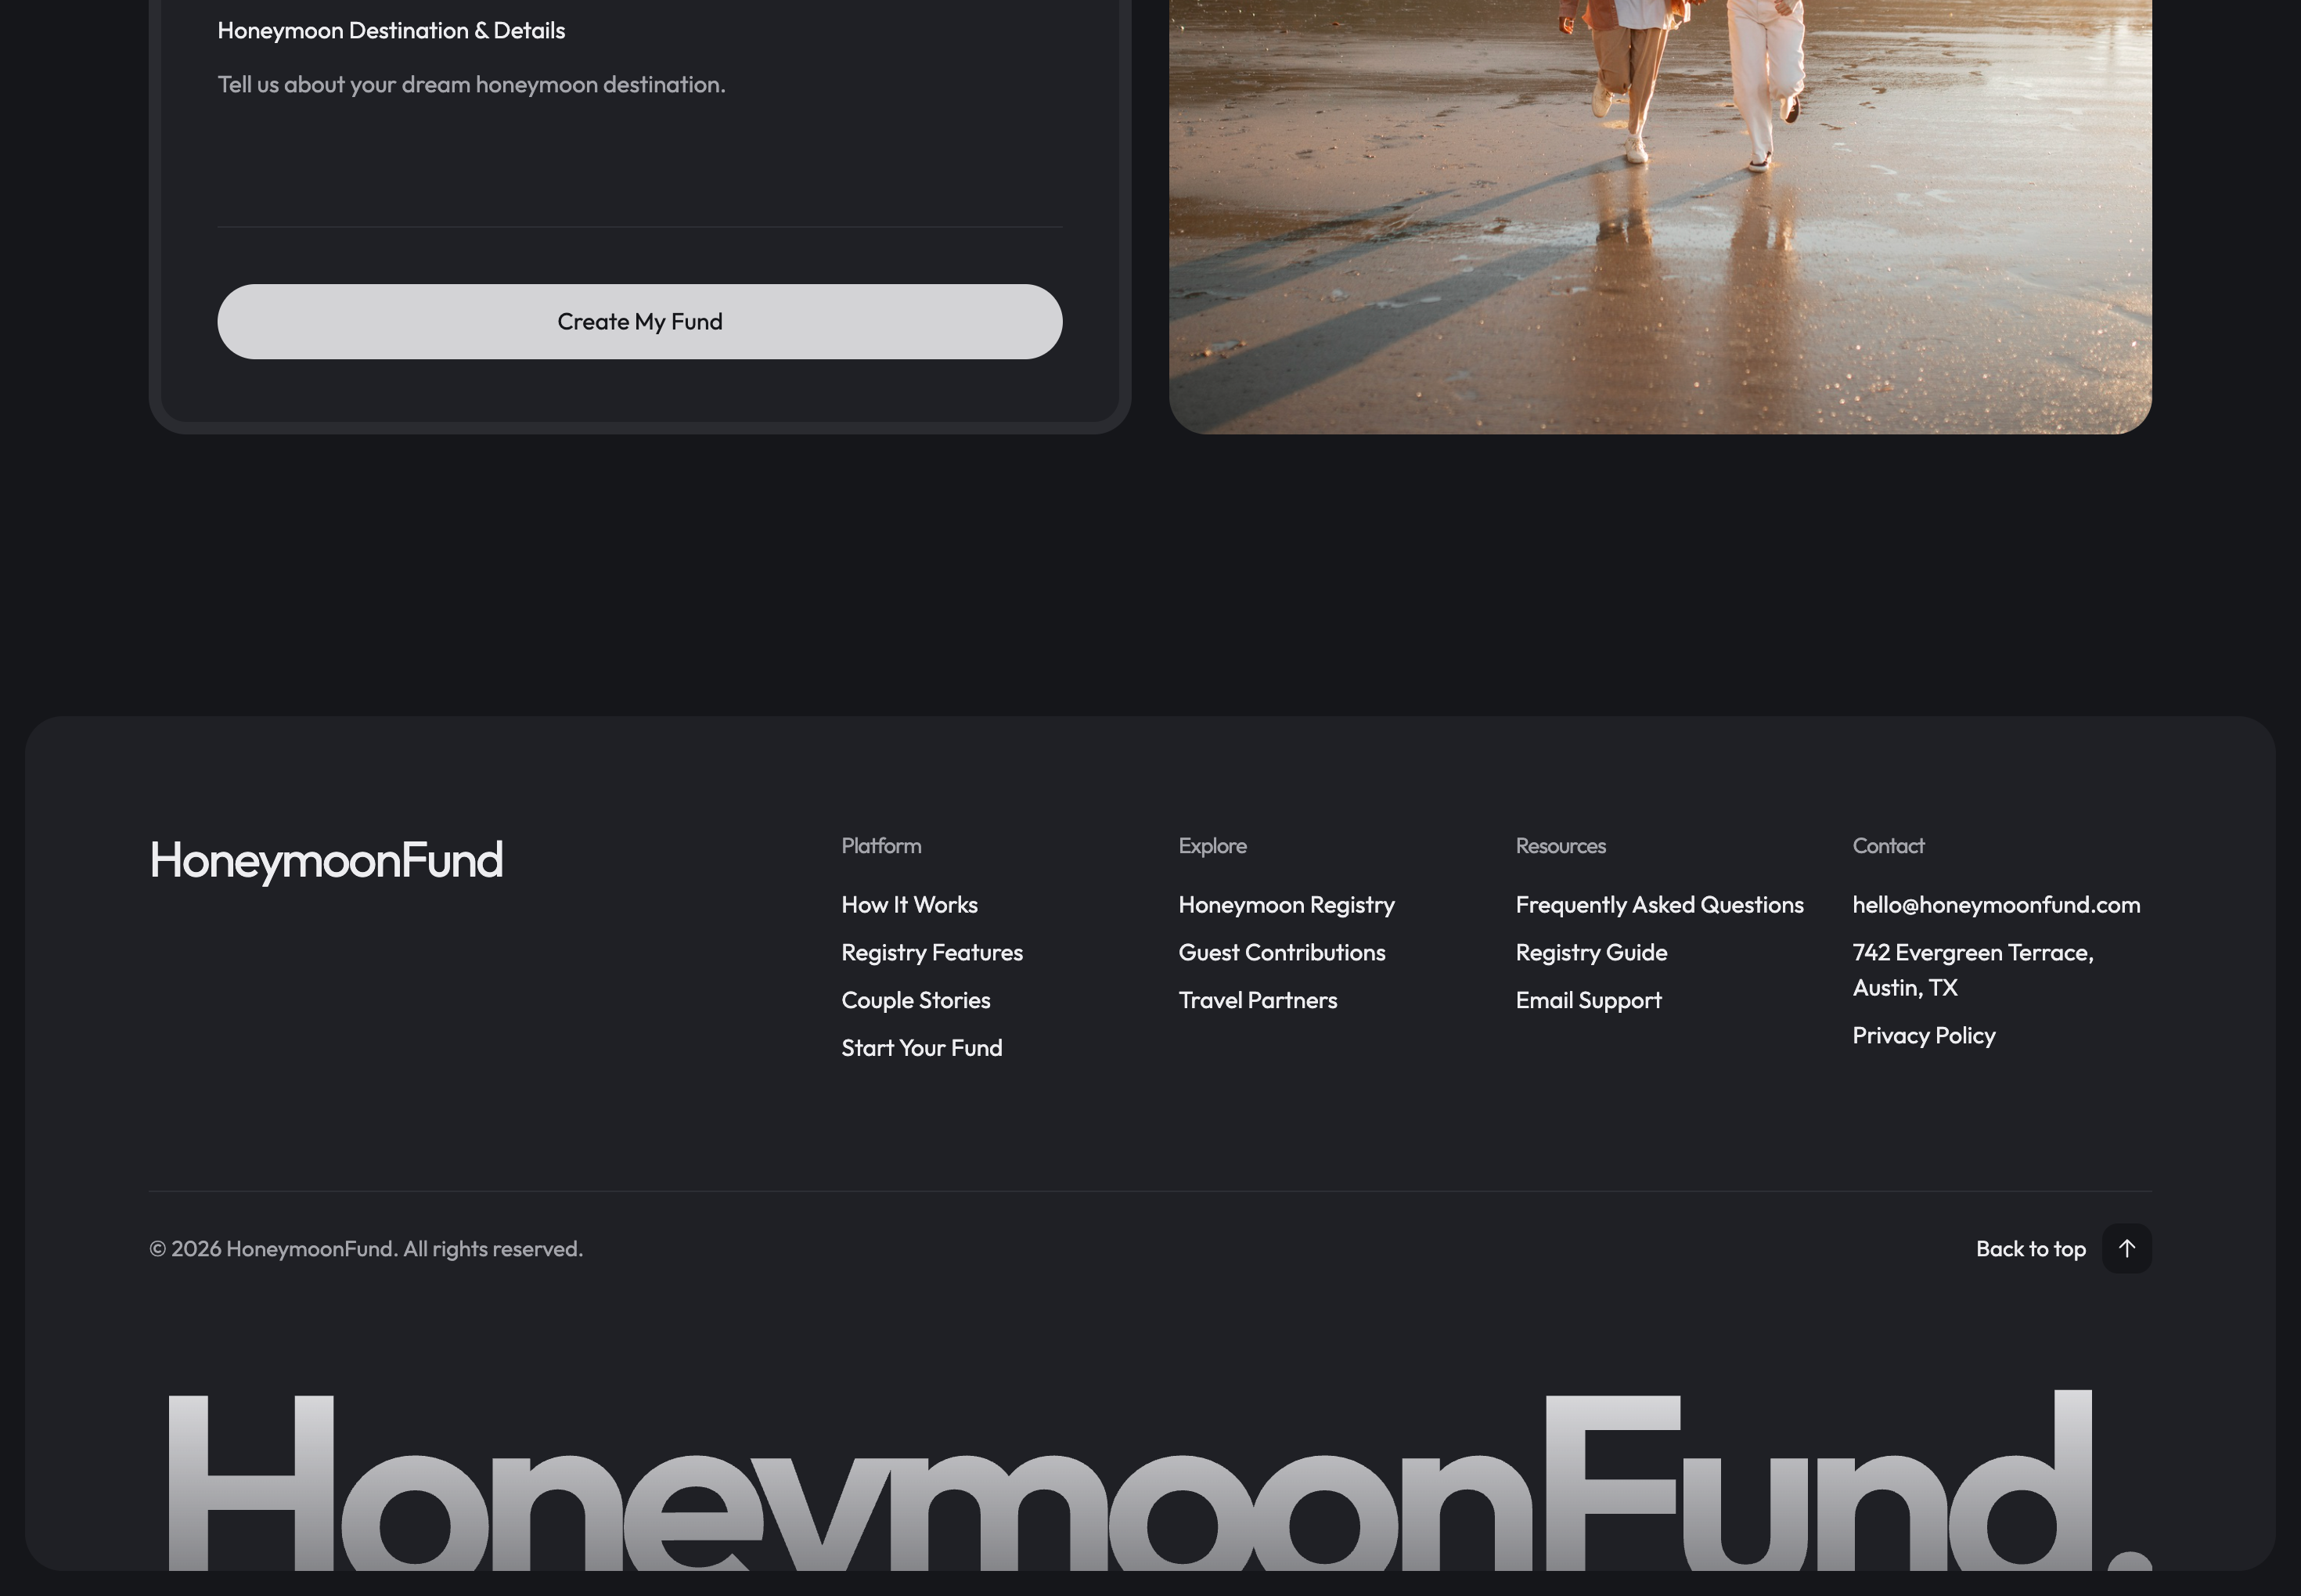 Honeymoon Destination & Details
Tell us about your dream honeymoon destination.
Create My Fund
HoneymoonFund
Platform
How It Works
Registry Features
Couple Stories
Start Your Fund
Explore
Honeymoon Registry
Guest Contributions
Travel Partners
Resources
Frequently Asked Questions
Registry Guide
Email Support
Contact
hello@honeymoonfund.com
742 Evergreen Terrace,
Austin, TX
Privacy Policy
© 2026 HoneymoonFund. All rights reserved.
Back to top
HoneymoonFund.